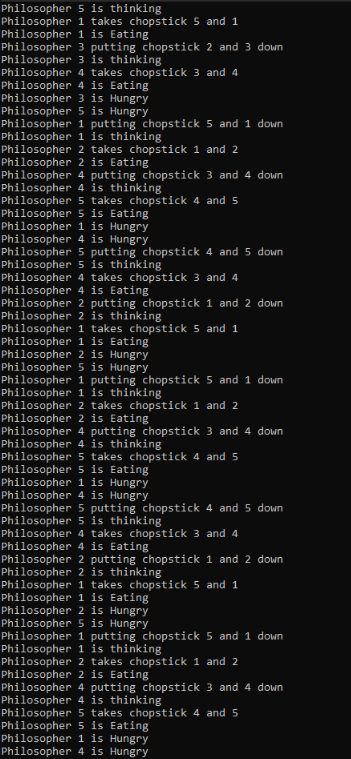 Philosopher 5 is thinking
Philosopher 1 takes chopstick 5 and 1
Philosopher 1 is Eating
Philosopher 3 putting chopstick 2 and 3 down
Philosopher 3 is thinking
Philosopher 4 takes chopstick 3 and 4
Philosopher 4 is Eating
Philosopher 3 is Hungry
Philosopher 5 is Hungry
Philosopher 1 putting chopstick 5 and 1 down
Philosopher 1 is thinking
Philosopher 2 takes chopstick 1 and 2
Philosopher 2 is Eating
Philosopher 4 putting chopstick 3 and 4 down
Philosopher 4 is thinking
Philosopher 5 takes chopstick 4 and 5
Philosopher 5 is Eating
Philosopher 1 is Hungry
Philosopher 4 is Hungry
Philosopher 5 putting chopstick 4 and 5 down
Philosopher 5 is thinking
Philosopher 4 takes chopstick 3 and 4
Philosopher 4 is Eating
Philosopher 2 putting chopstick 1 and 2 down
Philosopher 2 is thinking
Philosopher 1 takes chopstick 5 and 1
Philosopher 1 is Eating
Philosopher 2 is Hungry
Philosopher 5 is Hungry
Philosopher 1 putting chopstick 5 and 1 down
Philosopher 1 is thinking
Philosopher 2 takes chopstick 1 and 2
Philosopher 2 is Eating
Philosopher 4 putting chopstick 3 and 4 down
Philosopher 4 is thinking
Philosopher 5 takes chopstick 4 and 5
Philosopher 5 is Eating
Philosopher 1 is Hungry
Philosopher 4 is Hungry
Philosopher 5 putting chopstick 4 and 5 down
Philosopher 5 is thinking
Philosopher 4 takes chopstick 3 and 4
Philosopher 4 is Eating
Philosopher 2 putting chopstick 1 and 2 down
Philosopher 2 is thinking
Philosopher 1 takes chopstick 5 and 1
Philosopher 1 is Eating
Philosopher 2 is Hungry
Philosopher 5 is Hungry
Philosopher 1 putting chopstick 5 and 1 down
Philosopher 1 is thinking
Philosopher 2 takes chopstick 1 and 2
Philosopher 2 is Eating
Philosopher 4 putting chopstick 3 and 4 down
Philosopher 4 is thinking
Philosopher 5 takes chopstick 4 and 5
Philosopher 5 is Eating
Philosopher 1 is Hungry
Philosopher 4 is Hungry